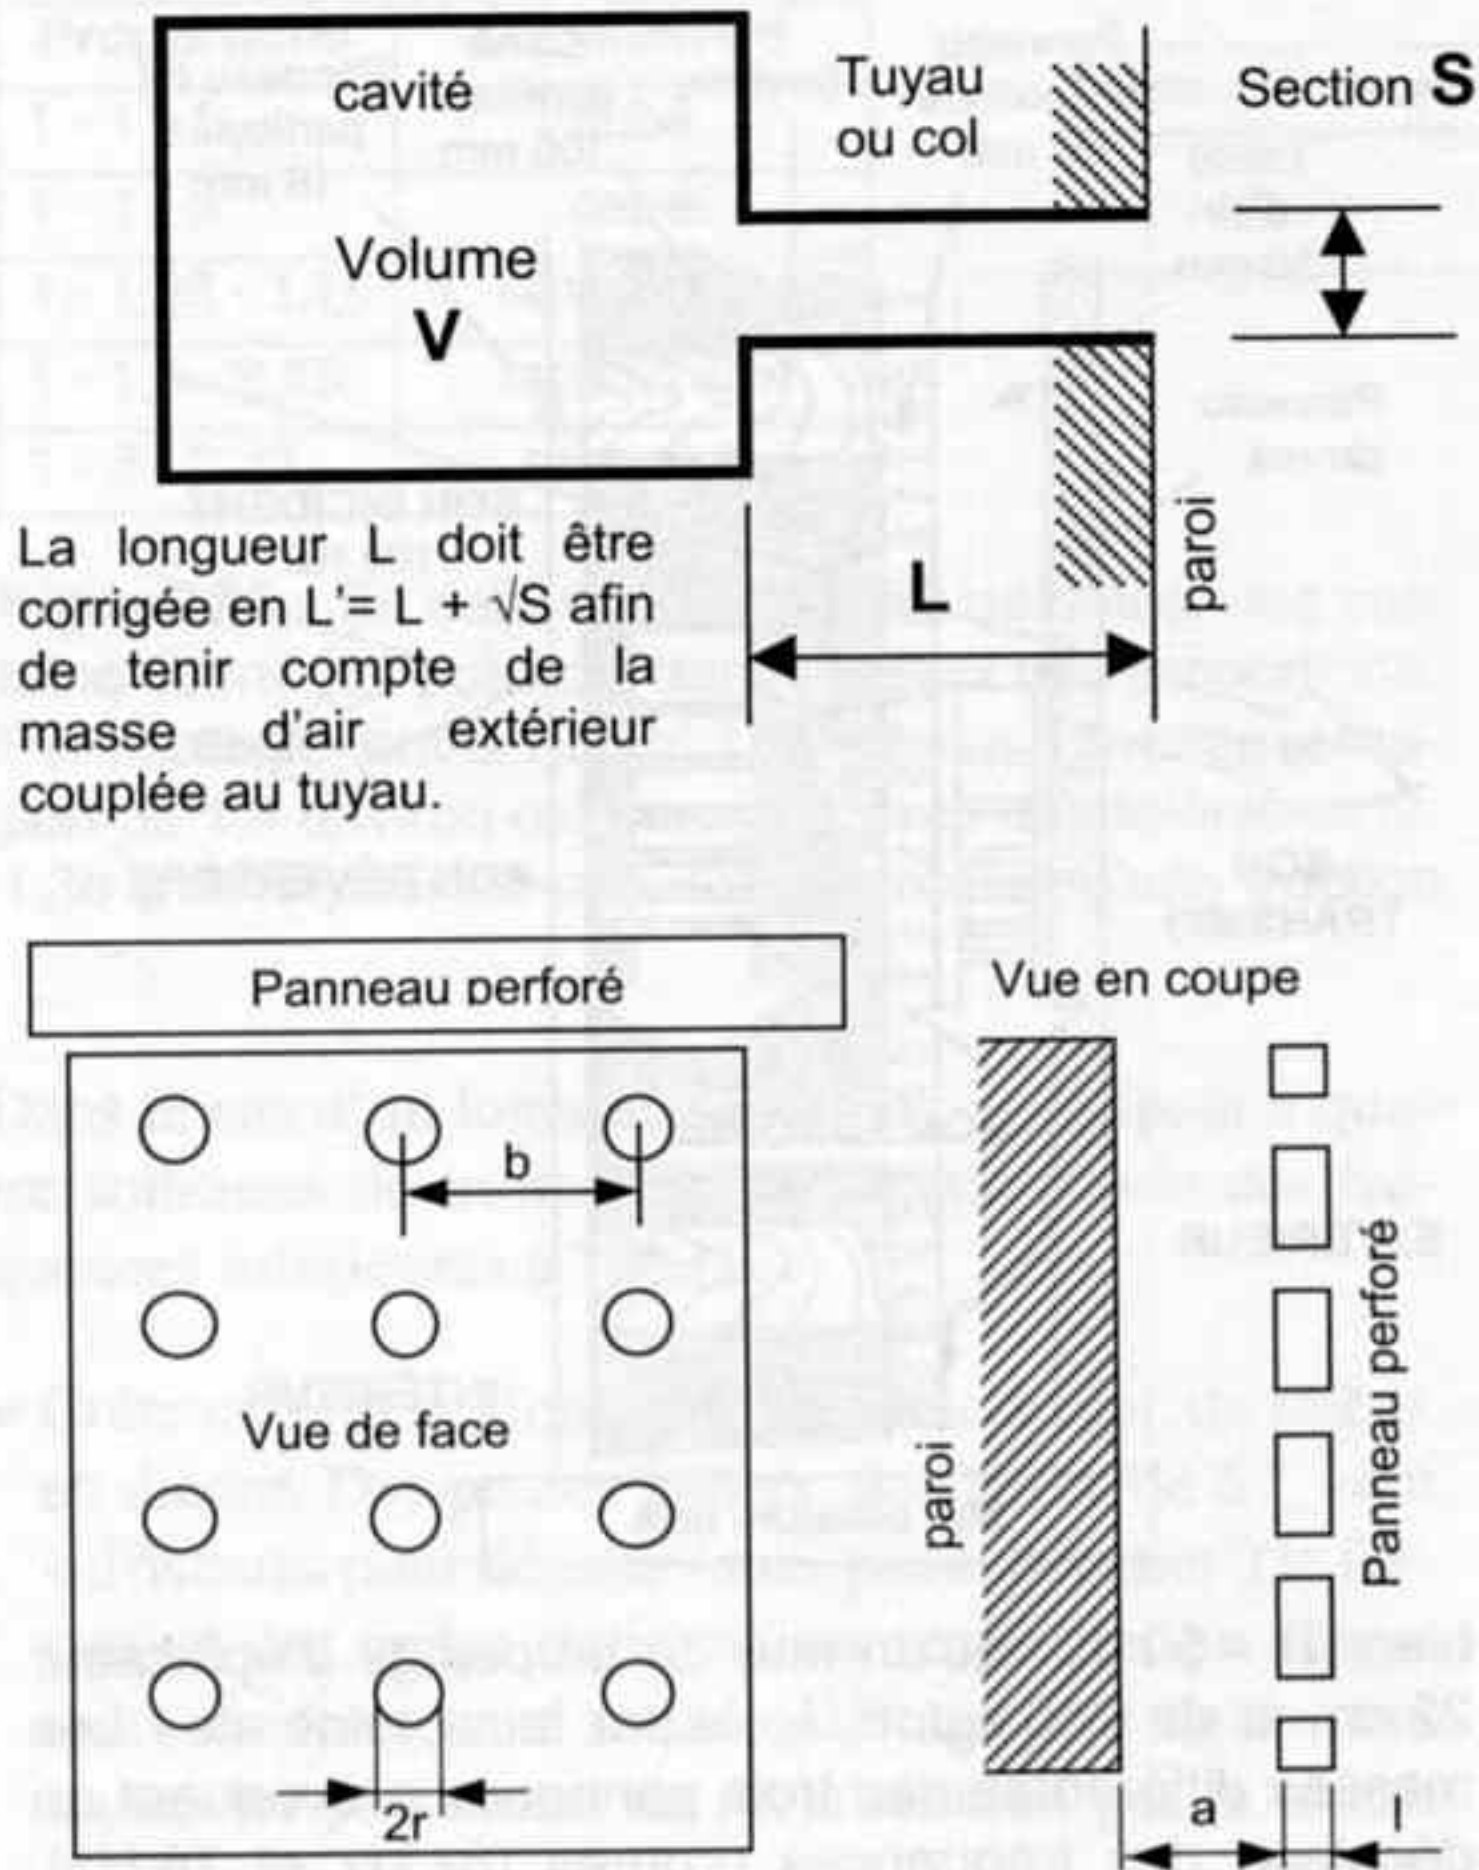 cavité
Tuyau
ou col
Section S
Volume
V
La longueur L doit être
corrigée en L'= L + √S afin
de tenir compte de la
masse d'air extérieur
couplée au tuyau.
L
paroi
Panneau perforé
Vue en coupe
b
Vue de face
2r
paroi
Panneau perforé
a
l